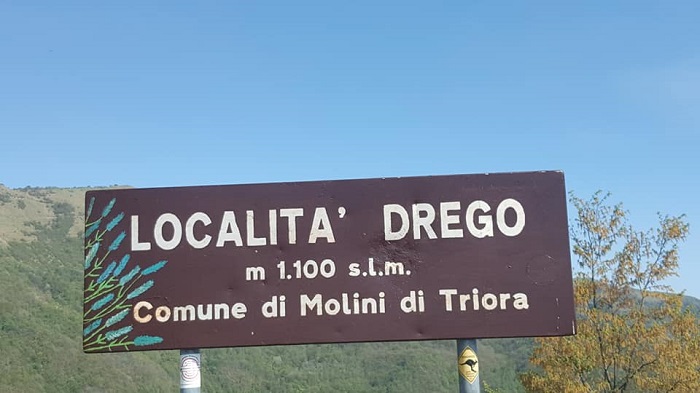 LOCALITA' DREGO
m 1.100 s.l.m.
Comune di Molini di Triora